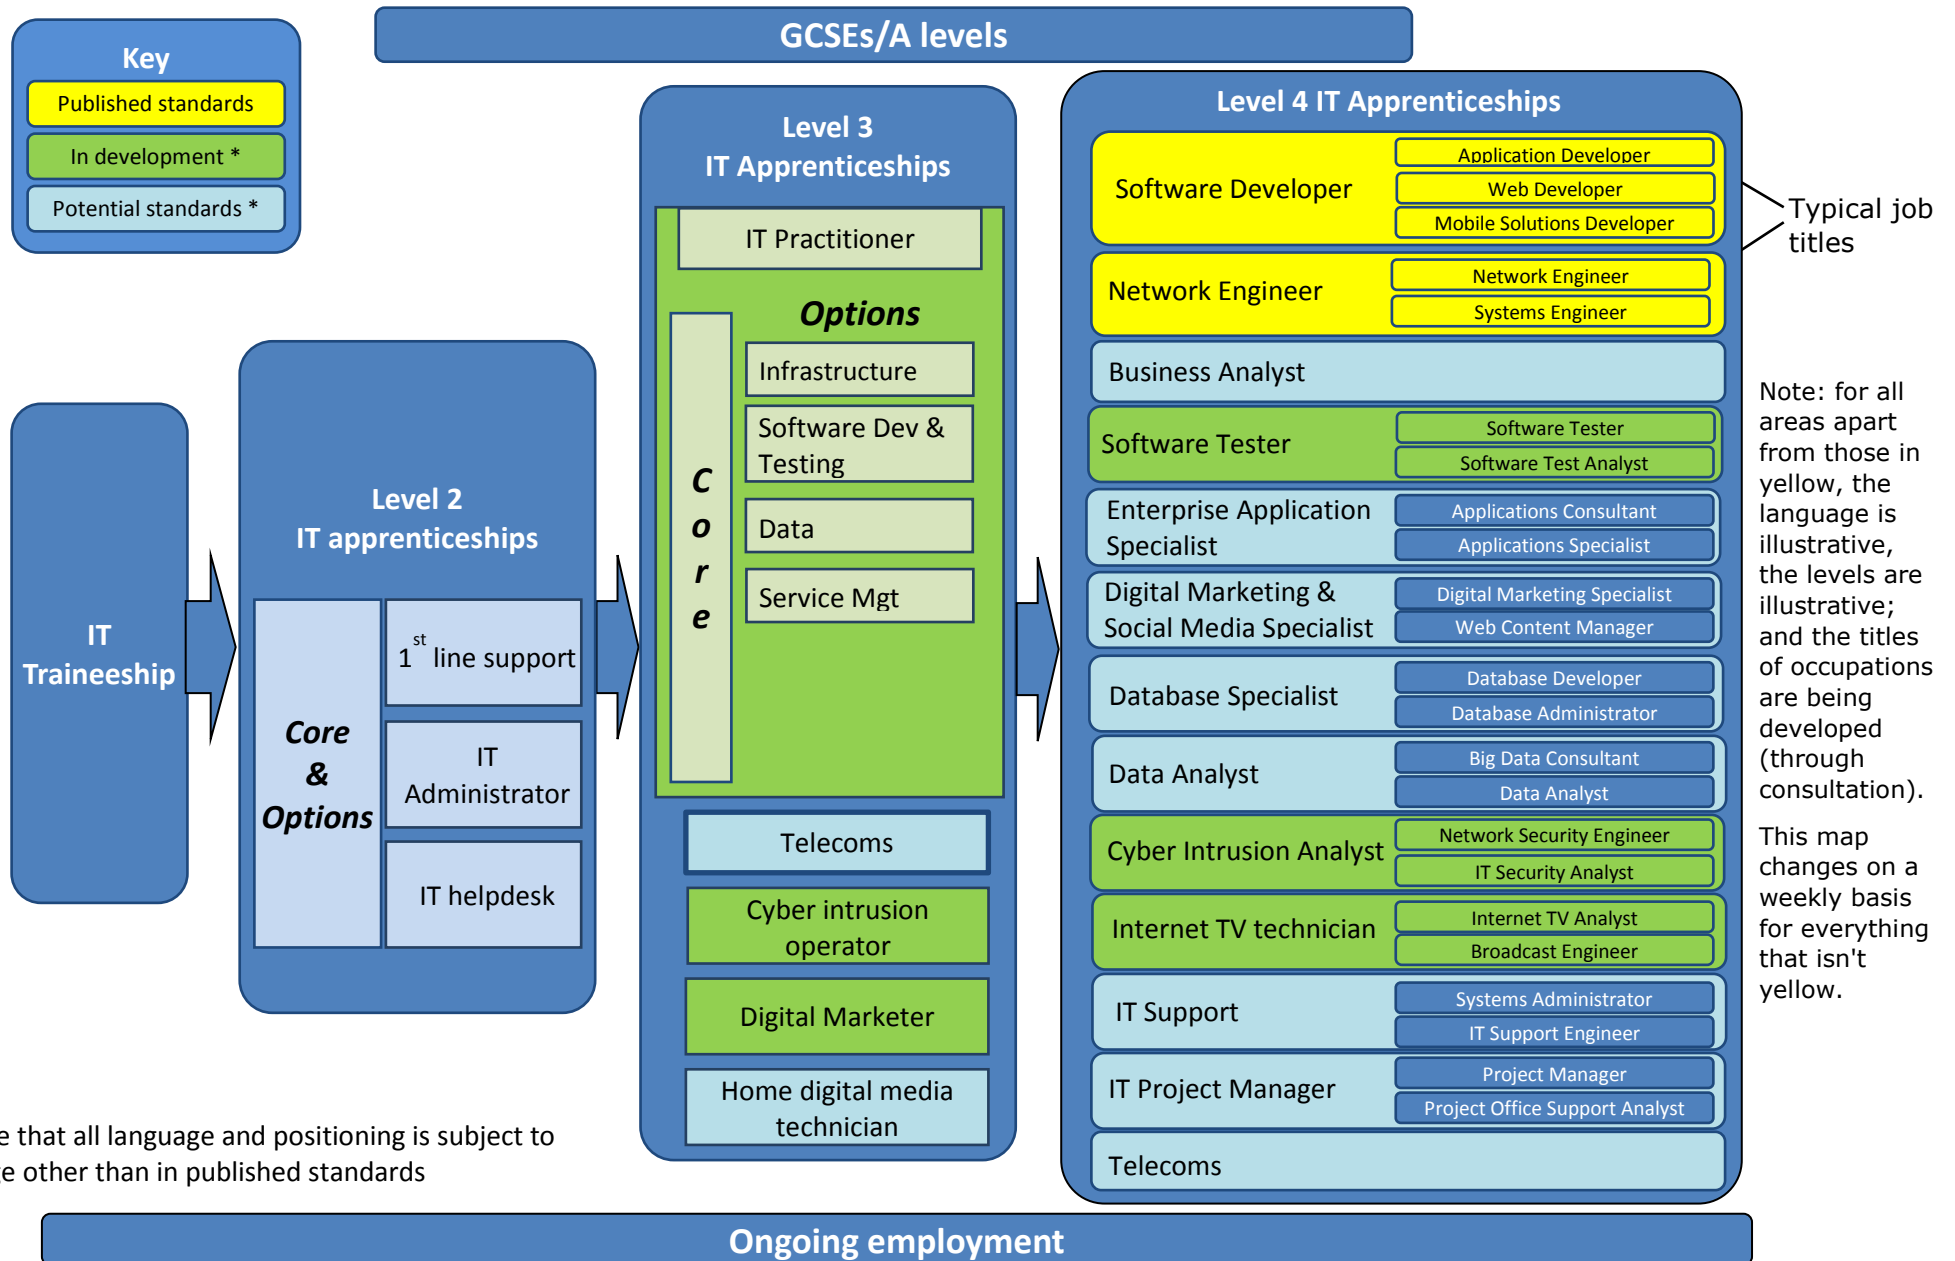 GCSEs/A levels
Key
Published standards
In development *
Potential standards *
IT
Traineeship
Level 2
IT apprenticeships
Core
&
Options
1st line support
IT
Administrator
IT helpdesk
Level 3
IT Apprenticeships
IT Practitioner
Core
Options
Infrastructure
Software Dev &
Testing
Data
Service Mgt
Telecoms
Cyber intrusion
operator
Digital Marketer
Home digital media
technician
Level 4 IT Apprenticeships
Software Developer
Application Developer
Web Developer
Mobile Solutions Developer
Network Engineer
Network Engineer
Systems Engineer
Business Analyst
Software Tester
Software Tester
Software Test Analyst
Enterprise Application
Specialist
Applications Consultant
Applications Specialist
Digital Marketing &
Social Media Specialist
Digital Marketing Specialist
Web Content Manager
Database Specialist
Database Developer
Database Administrator
Data Analyst
Big Data Consultant
Data Analyst
Cyber Intrusion Analyst
Network Security Engineer
IT Security Analyst
Internet TV technician
Internet TV Analyst
Broadcast Engineer
IT Support
Systems Administrator
IT Support Engineer
IT Project Manager
Project Manager
Project Office Support Analyst
Telecoms
Typical job
titles
Note: for all
areas apart
from those in
yellow, the
language is
illustrative,
the levels are
illustrative;
and the titles
of occupations
are being
developed
(through
consultation).
This map
changes on a
weekly basis
for everything
that isn't
yellow.
that all language and positioning is subject to
other than in published standards
Ongoing employment